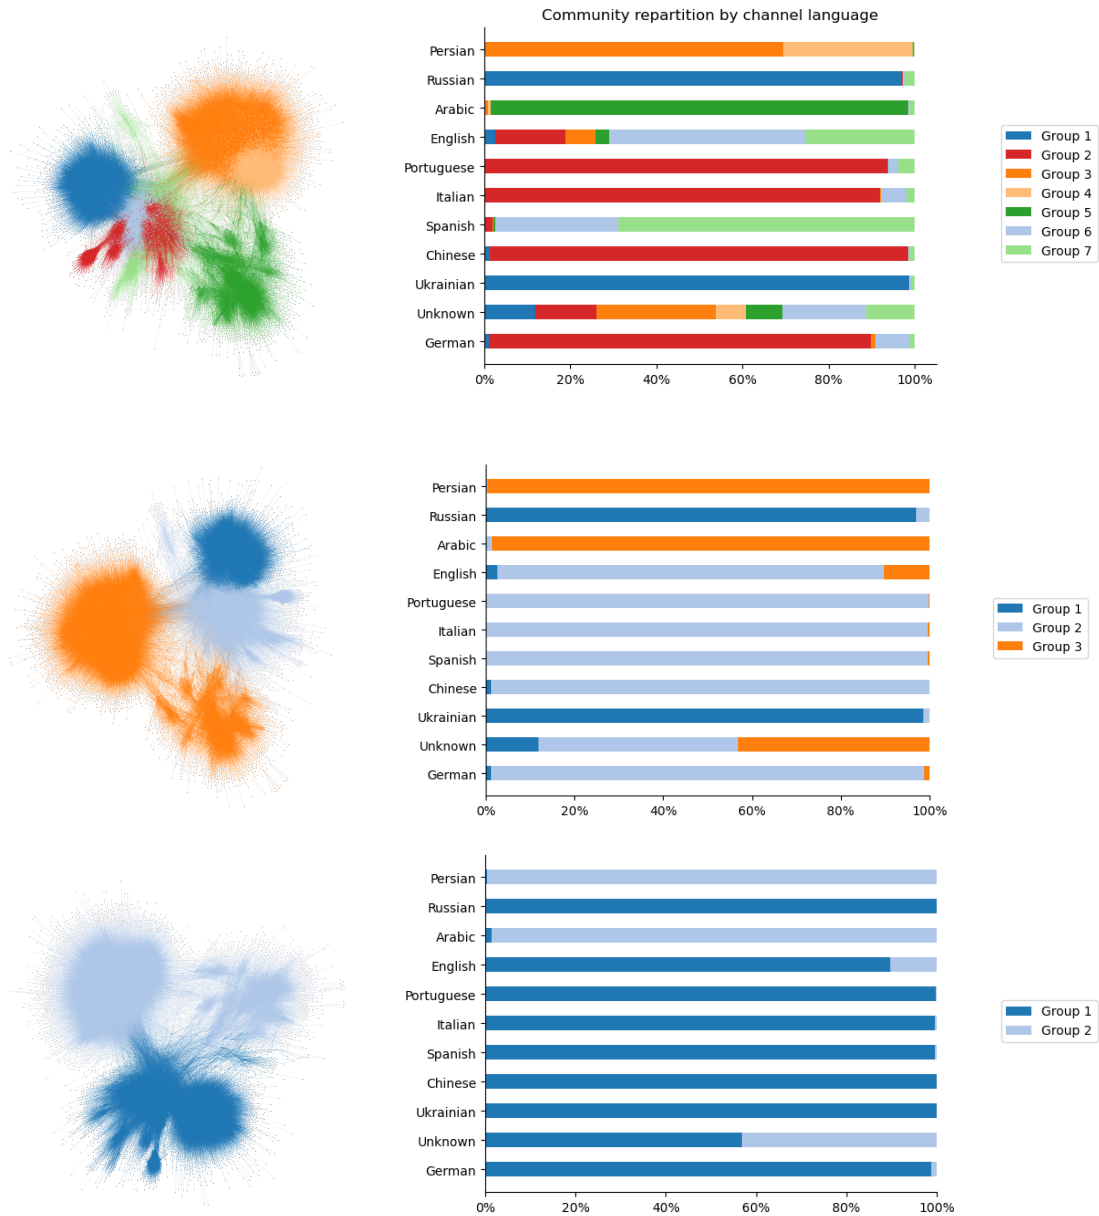 Community repartition by channel language
Persian
Russian
Arabic
English
Portuguese
Italian
Spanish
Chinese
Ukrainian
Unknown
German
0% 20% 40% 60% 80% 100%
Group 1
Group 2
Group 3
Group 4
Group 5
Group 6
Group 7
Persian
Russian
Arabic
English
Portuguese
Italian
Spanish
Chinese
Ukrainian
Unknown
German
0% 20% 40% 60% 80% 100%
Group 1
Group 2
Group 3
Persian
Russian
Arabic
English
Portuguese
Italian
Spanish
Chinese
Ukrainian
Unknown
German
0% 20% 40% 60% 80% 100%
Group 1
Group 2